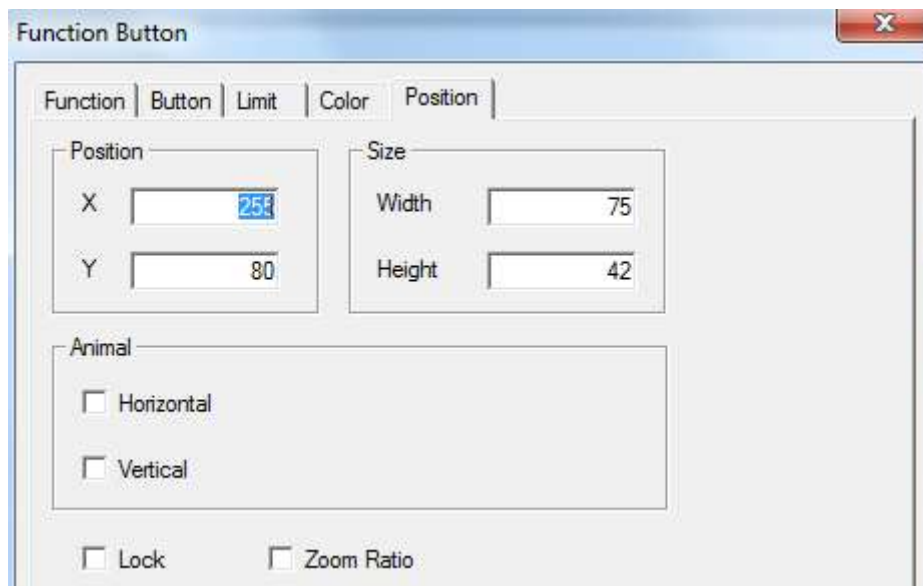 Function Button
Function Button Limit Color Position
Position Size
X 255 Width 75
Y 80 Height 42
Animal
Horizontal
Vertical
Lock Zoom Ratio